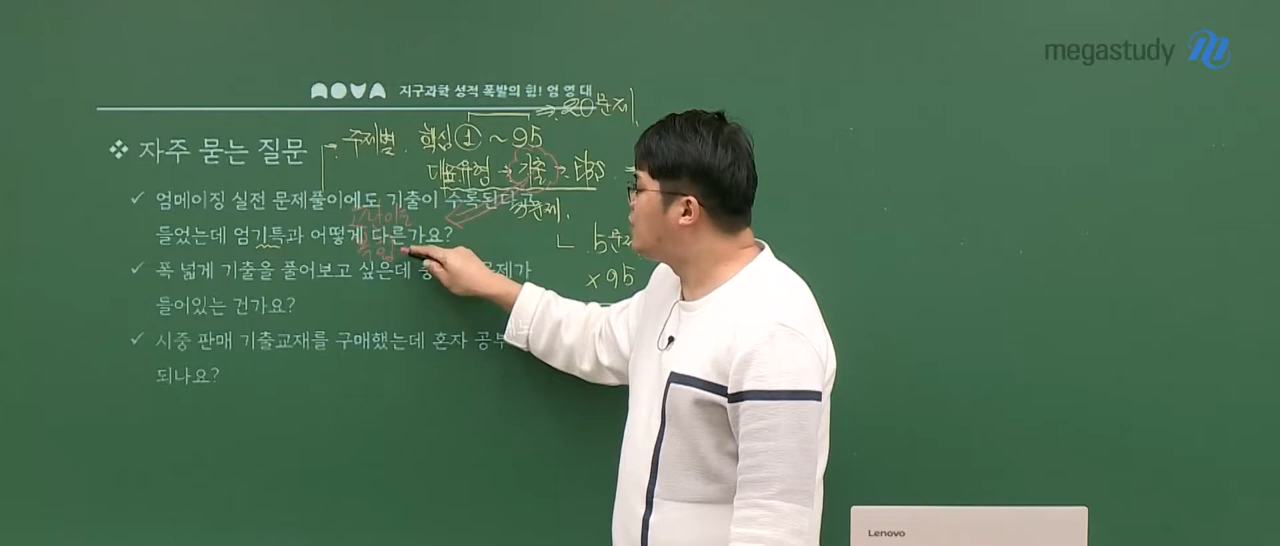 megastudy
NOVA 지구과학 성적 폭발의 힘! 엄영대
⇒ 20문제
자주 묻는 질문
주제별. 핵심 ① ~ 95
대표유형 → 기출 → EBS
엄메이징 실전 문제풀이에도 기출이 수록된다고
들었는데 엄기특과 어떻게 다른가요?
× 95
폭 넓게 기출을 풀어보고 싶은데
들어있는 건가요?
시중 판매 기출교재를 구매했는데 혼자
되나요?
Lenovo